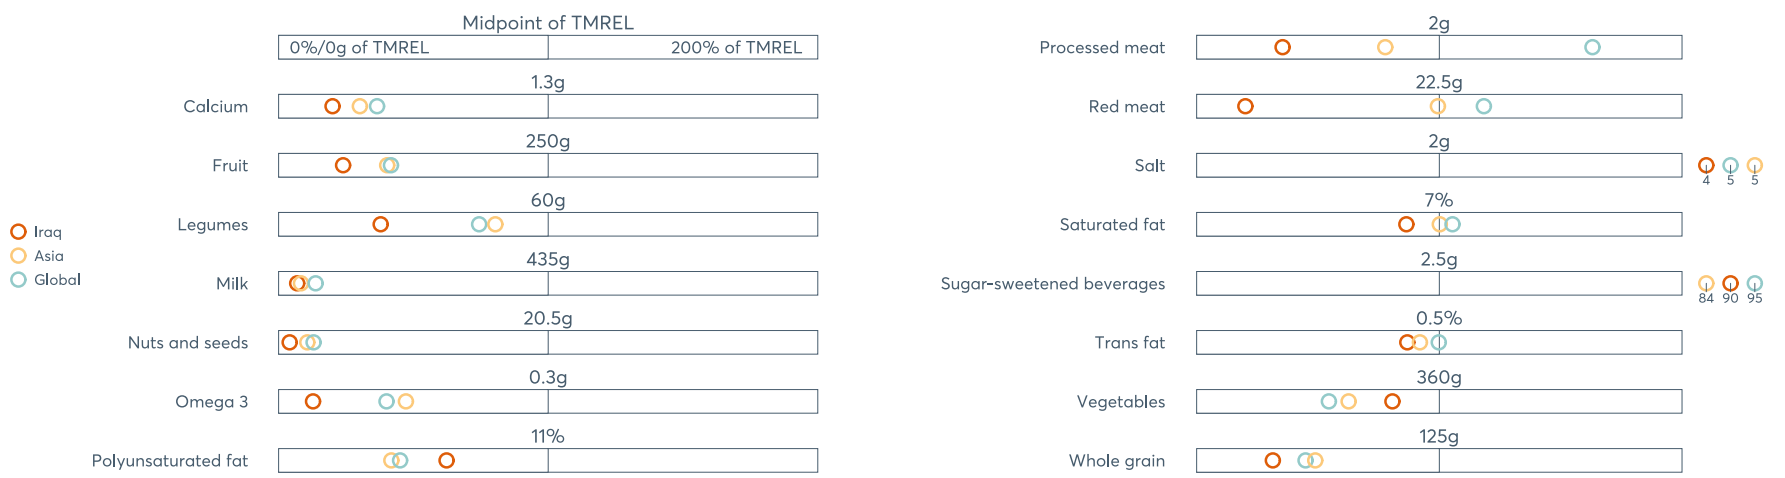 Midpoint of TMREL
0%/0g of TMREL 200% of TMREL
1.3g
Calcium
250g
Fruit
60g
Legumes
435g
Milk
20.5g
Nuts and seeds
0.3g
Omega 3
11%
Polyunsaturated fat
Iraq
Asia
Global
2g
Processed meat
22.5g
Red meat
2g
Salt
4 5 5
7%
Saturated fat
2.5g
Sugar-sweetened beverages
84 90 95
0.5%
Trans fat
360g
Vegetables
125g
Whole grain